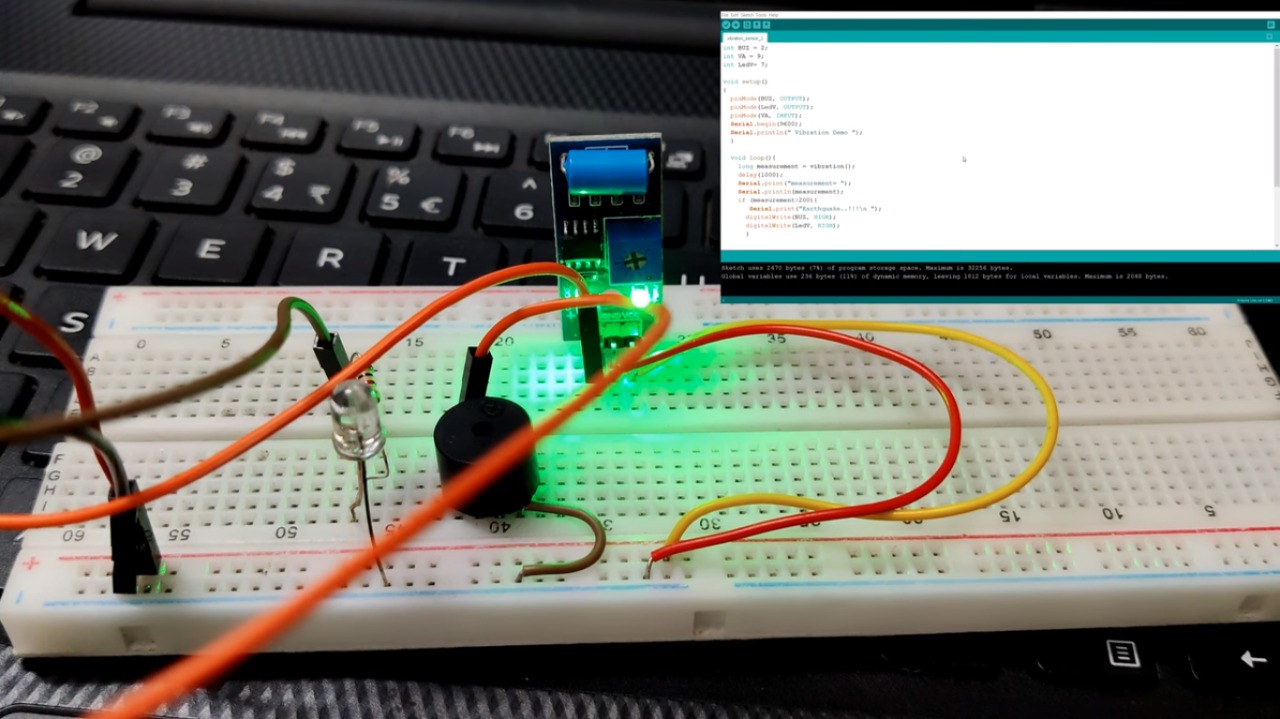 File Edit Sketch Tools Help
int BUZ = 2;
int VA = 9;
int LedV= 7;
void setup()
{
pinMode(BUZ, OUTPUT);
pinMode(LedV, OUTPUT);
pinMode(VA, INPUT);
Serial.begin(9600);
Serial.println(" Vibration Demo ");
}
void loop(){
long measurement = vibration();
delay(1000);
Serial.print("measurement= ");
Serial.println(measurement);
if (measurement>200){
Serial.print("Earthquake..!!!\n ");
digitalWrite(BUZ, HIGH);
digitalWrite(LedV, HIGH);
}
Sketch uses 2470 bytes (7%) of program storage space. Maximum is 32256 bytes.
Global variables use 236 bytes (11%) of dynamic memory, leaving 1812 bytes for local variables. Maximum is 2048 bytes.
F2
F3
F4
F5
F6
@ 2
# 3
$ 4 ₹
% 5 €
^ 6
W
E
R
T
S
0 5 15 20 35 40 50 55 60
A
F
G
H
I
60 55 50 40 30 15 10 5
+